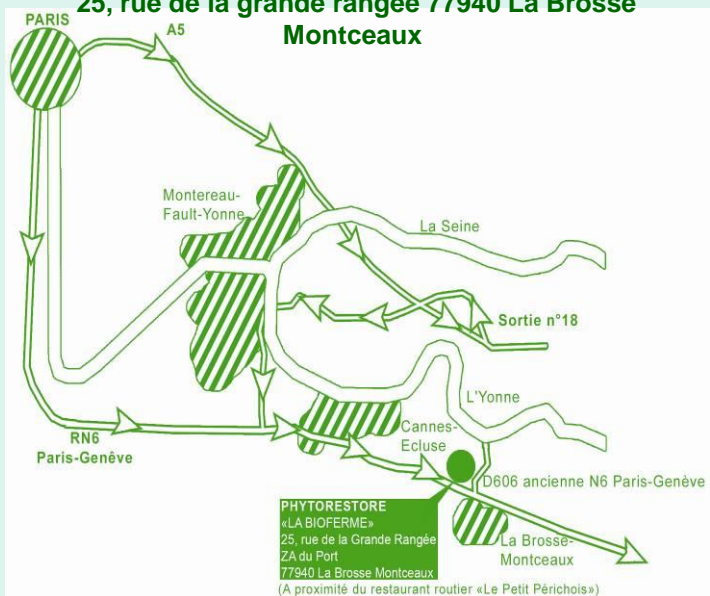 25, rue de la grande rangée 77940 La Brosse
Montceaux
PARIS
A5
Montereau-
Fault-Yonne
La Seine
Sortie n°18
L'Yonne
RN6
Paris-Genêve
Cannes-
Ecluse
D606 ancienne N6 Paris-Genêve
PHYTORESTORE
«LA BIOFERME»
25, rue de la Grande Rangée
ZA du Port
77940 La Brosse Montceaux
La Brosse-
Montceaux
(A proximité du restaurant routier «Le Petit Périchois»)